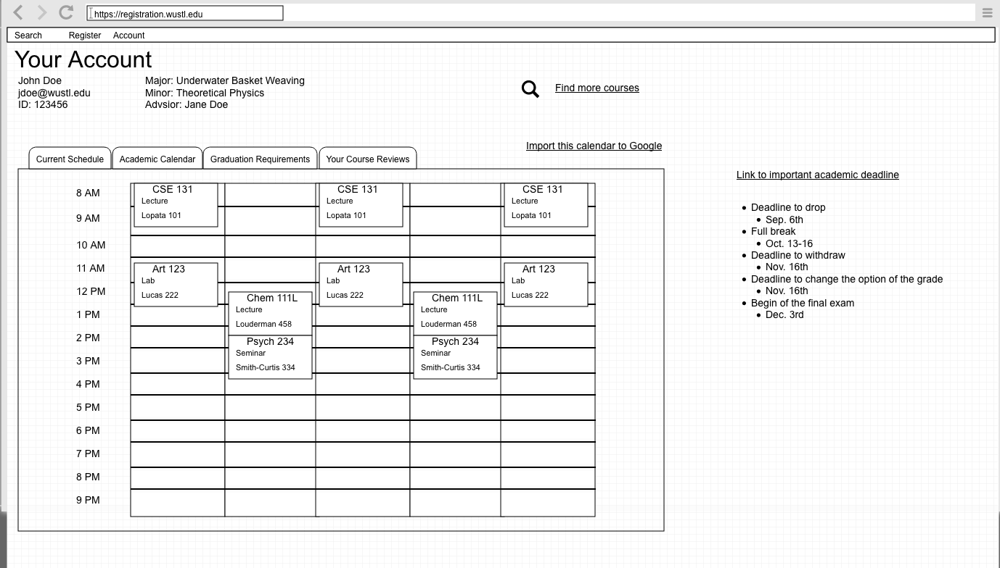 https://registration.wustl.edu
Search Register Account
Your Account
John Doe
jdoe@wustl.edu
ID: 123456
Major: Underwater Basket Weaving
Minor: Theoretical Physics
Advsior: Jane Doe
Find more courses
Import this calendar to Google
Current Schedule Academic Calendar Graduation Requirements Your Course Reviews
8 AM
9 AM
10 AM
11 AM
12 PM
1 PM
2 PM
3 PM
4 PM
5 PM
6 PM
7 PM
8 PM
9 PM
CSE 131
Lecture
Lopata 101
Art 123
Lab
Lucas 222
Chem 111L
Lecture
Louderman 458
Psych 234
Seminar
Smith-Curtis 334
CSE 131
Lecture
Lopata 101
Art 123
Lab
Lucas 222
Chem 111L
Lecture
Louderman 458
Psych 234
Seminar
Smith-Curtis 334
CSE 131
Lecture
Lopata 101
Art 123
Lab
Lucas 222
Link to important academic deadline
Deadline to drop
Sep. 6th
Full break
Oct. 13-16
Deadline to withdraw
Nov. 16th
Deadline to change the option of the grade
Nov. 16th
Begin of the final exam
Dec. 3rd